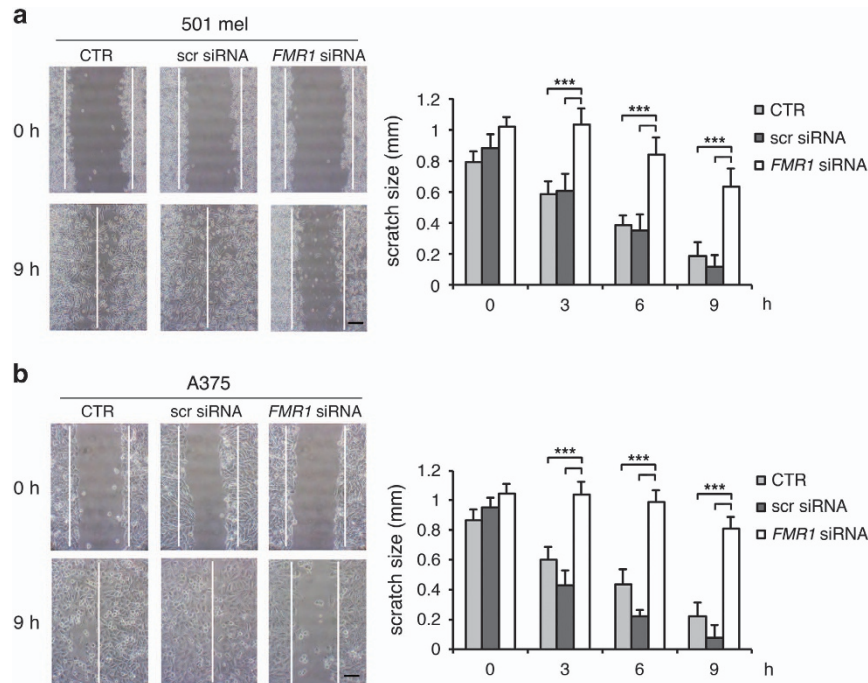 a
501 mel
CTR scr siRNA FMR1 siRNA
0 h
9 h
scratch size (mm)
1.2
1
0.8
0.6
0.4
0.2
0
*** *** ***
0 3 6 9 h
CTR
scr siRNA
FMR1 siRNA
b
A375
CTR scr siRNA FMR1 siRNA
0 h
9 h
scratch size (mm)
1.2
1
0.8
0.6
0.4
0.2
0
*** *** ***
0 3 6 9 h
CTR
scr siRNA
FMR1 siRNA